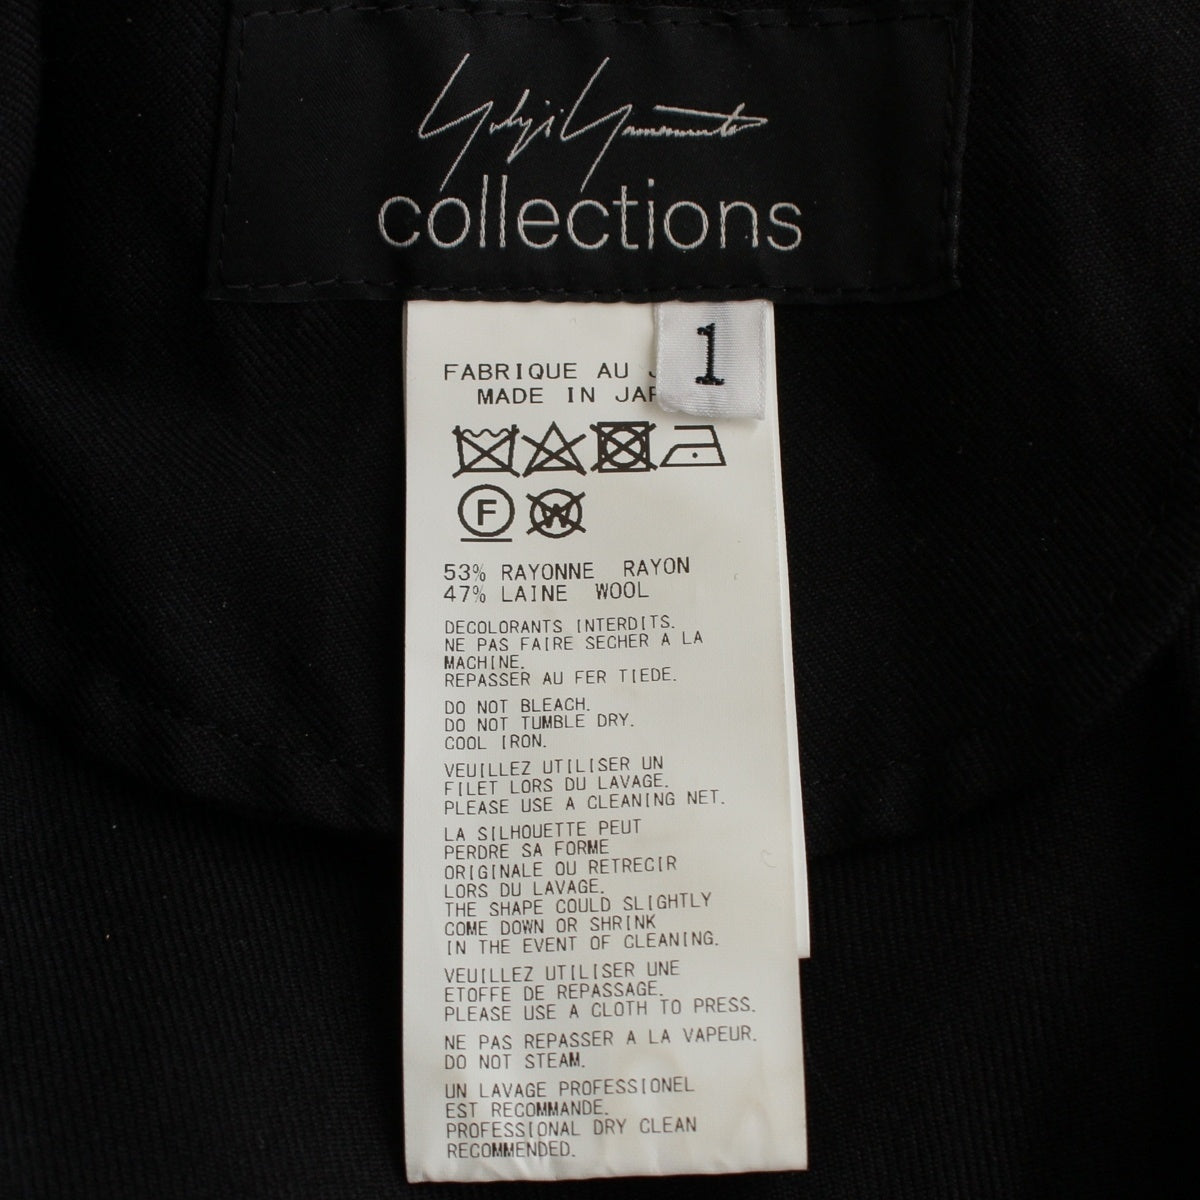 Yohji Yamamoto
collections
1
FABRIQUE AU
MADE IN
F
W
53% RAYONNE RAYON
47% LAINE WOOL
DECOLORANTS INTERDITS.
NE PAS FAIRE SECHER A LA
MACHINE.
REPASSER AU FER TIEDE.
DO NOT BLEACH.
DO NOT TUMBLE DRY.
COOL IRON.
VEUILLEZ UTILISER UN
FILET LORS DU LAVAGE.
PLEASE USE A CLEANING NET.
LA SILHOUETTE PEUT
PERDRE SA FORME
ORIGINALE OU RETRECIR
LORS DU LAVAGE.
THE SHAPE COULD SLIGHTLY
COME DOWN OR SHRINK
IN THE EVENT OF CLEANING.
VEUILLEZ UTILISER UNE
ETOFFE DE REPASSAGE.
PLEASE USE A CLOTH TO PRESS.
NE PAS REPASSER A LA VAPEUR.
DO NOT STEAM.
UN LAVAGE PROFESSIONEL
EST RECOMMANDE.
PROFESSIONAL DRY CLEAN
RECOMMENDED.